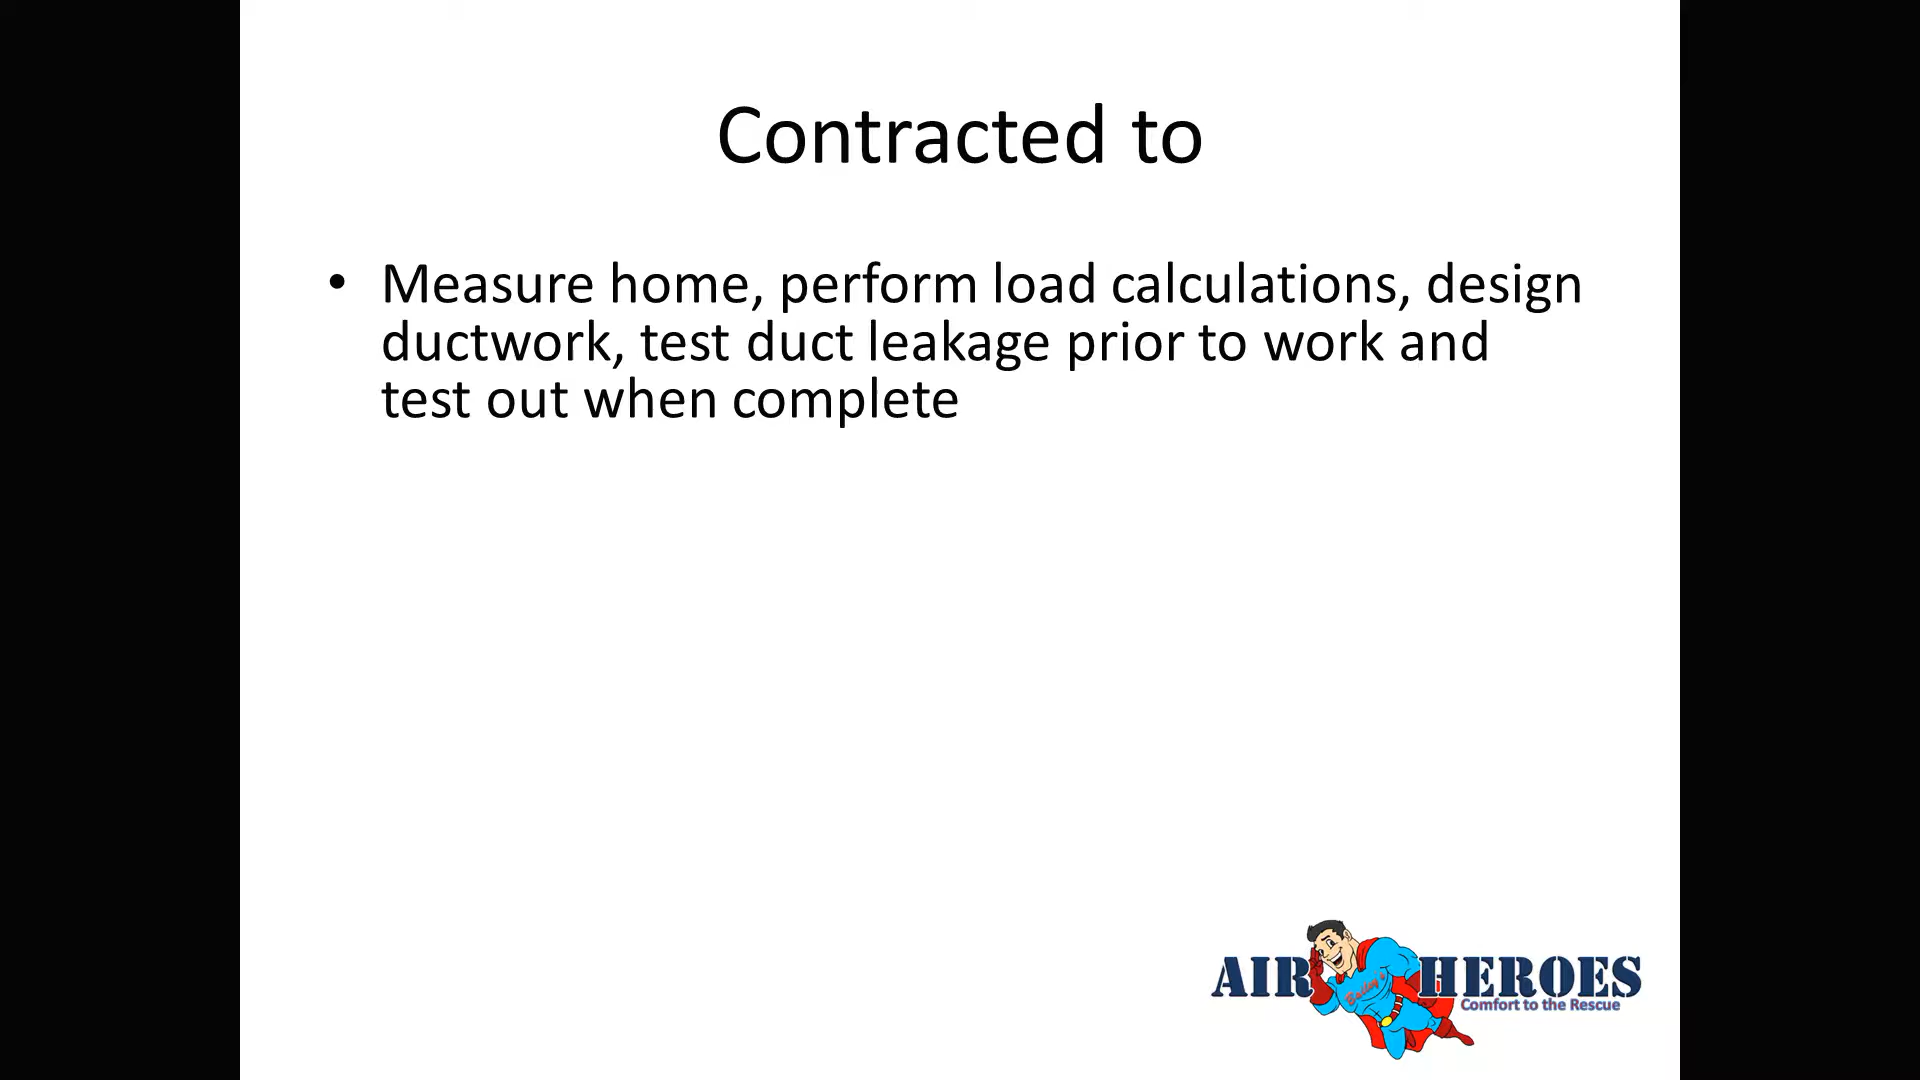 Contracted to
• Measure home, perform load calculations, design
ductwork, test duct leakage prior to work and
test out when complete
AIR HEROES
Bailey's
Comfort to the Rescue